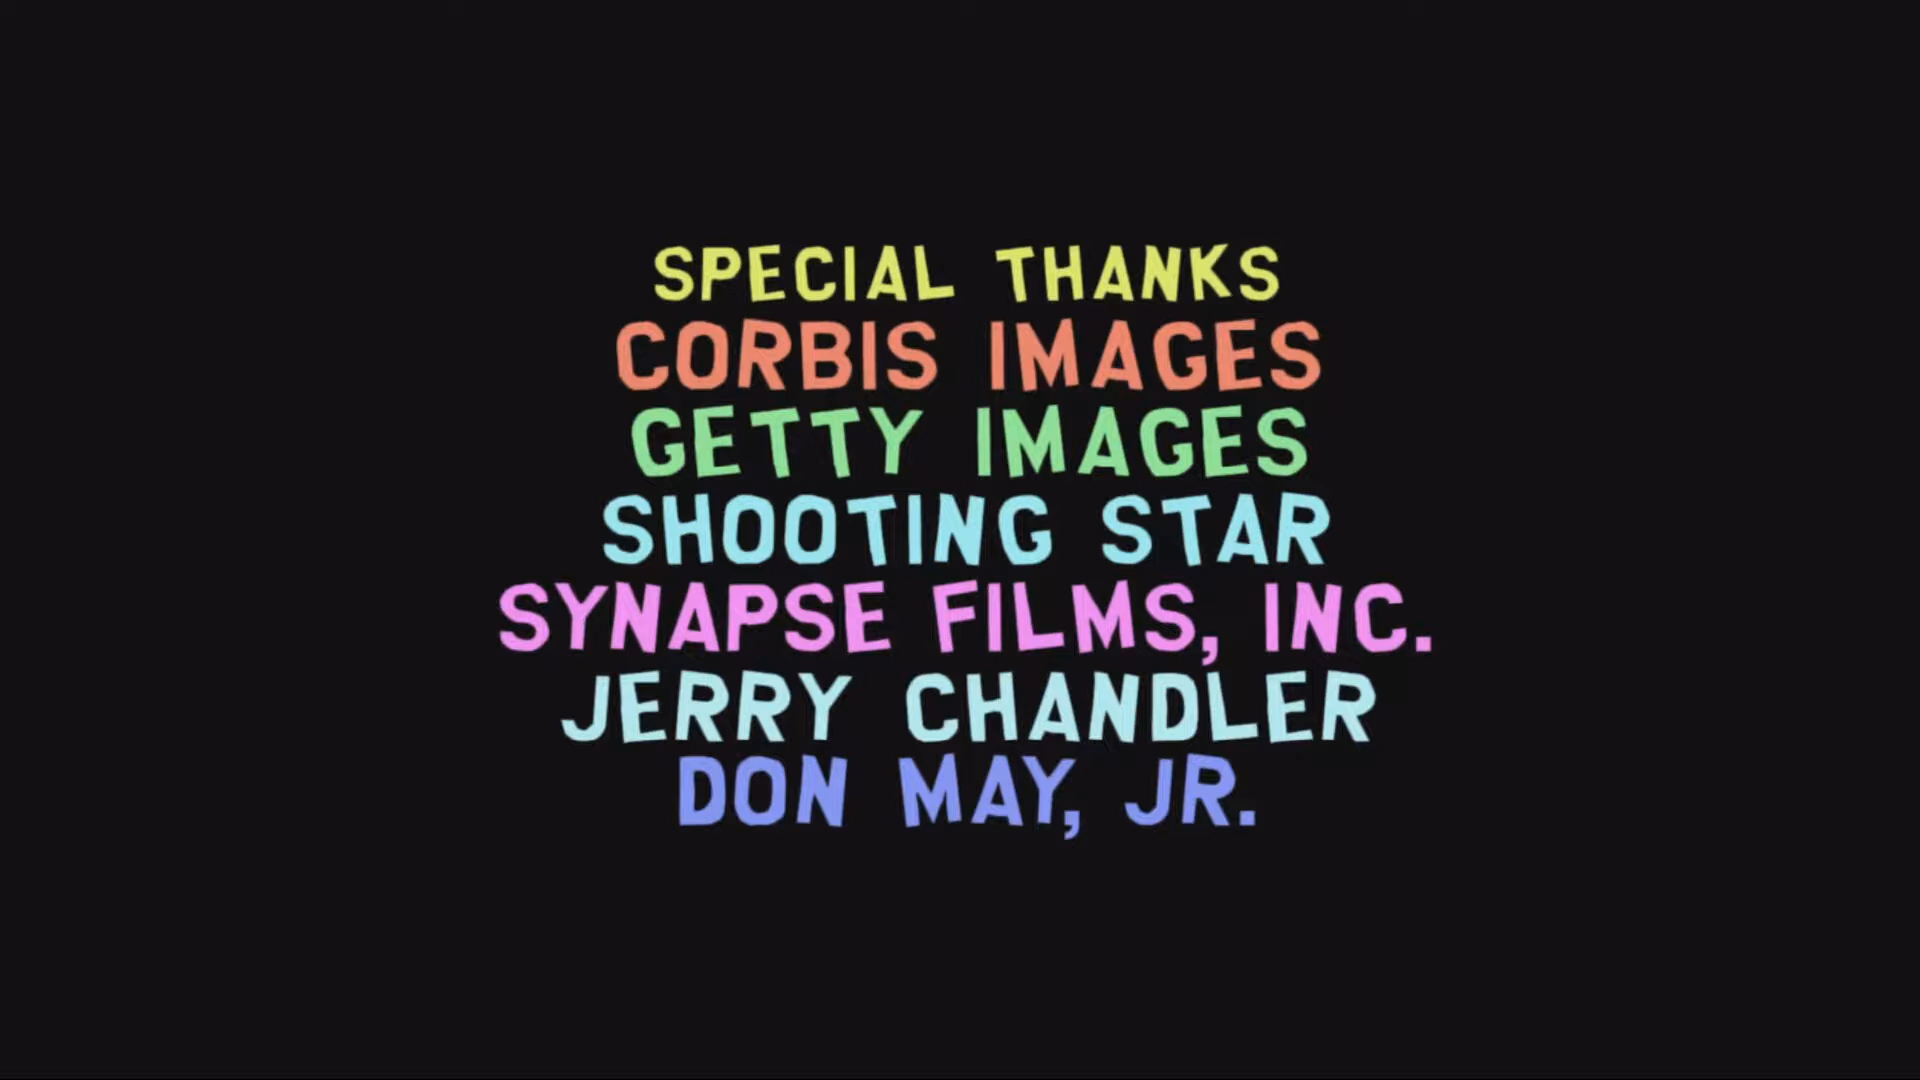 SPECIAL THANKS
CORBIS IMAGES
GETTY IMAGES
SHOOTING STAR
SYNAPSE FILMS, INC.
JERRY CHANDLER
DON MAY, JR.